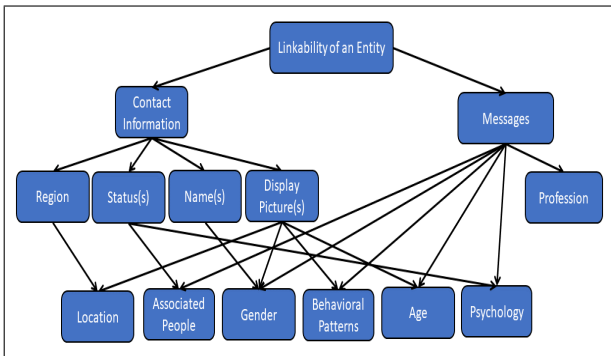 Linkability of an Entity
Contact
Information
Messages
Region
Status(s)
Name(s)
Display
Picture(s)
Profession
Location
Associated
People
Gender
Behavioral
Patterns
Age
Psychology